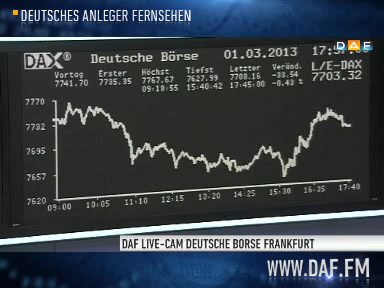 DEUTSCHES ANLEGER FERNSEHEN
DAX Deutsche Börse 01.03.2013
DAF
Vortag Erster Höchst Tiefst Letzter Veränd. L/E-DAX
7741.70 7735.35 7767.67 7627.99 7708.16 -33.54 7703.32
09:18:55 15:40:42 17:45:00 -0.43 %
7770
7732
7695
7657
7620
09:00 10:05 11:10 12:15 13:20 14:25 15:30 16:35 17:40
DAF LIVE-CAM DEUTSCHE BÖRSE FRANKFURT
WWW.DAF.FM